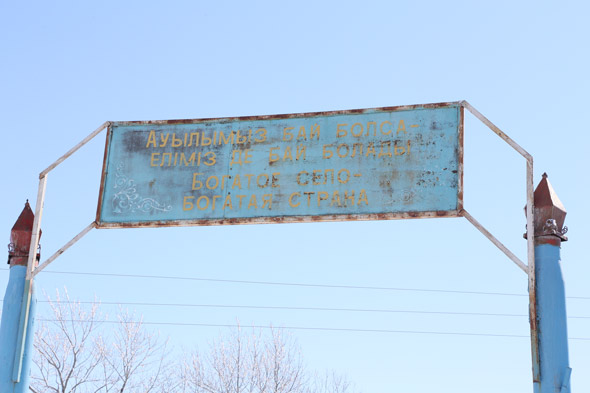 Ауылымыз бай болса-
еліміз де бай болады
Богатое село-
богатая страна